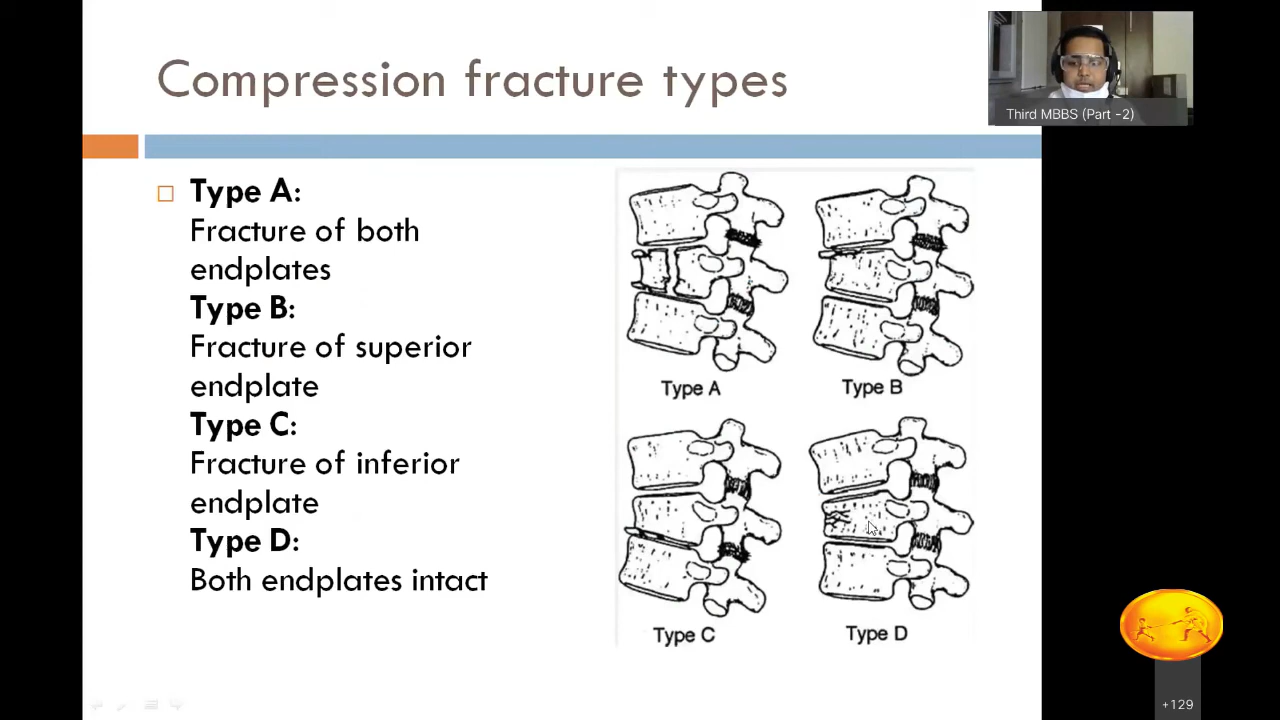 Compression fracture types
Third MBBS (Part -2)
Type A:
Fracture of both
endplates
Type B:
Fracture of superior
endplate
Type C:
Fracture of inferior
endplate
Type D:
Both endplates intact
Type A
Type B
Type C
Type D
+129